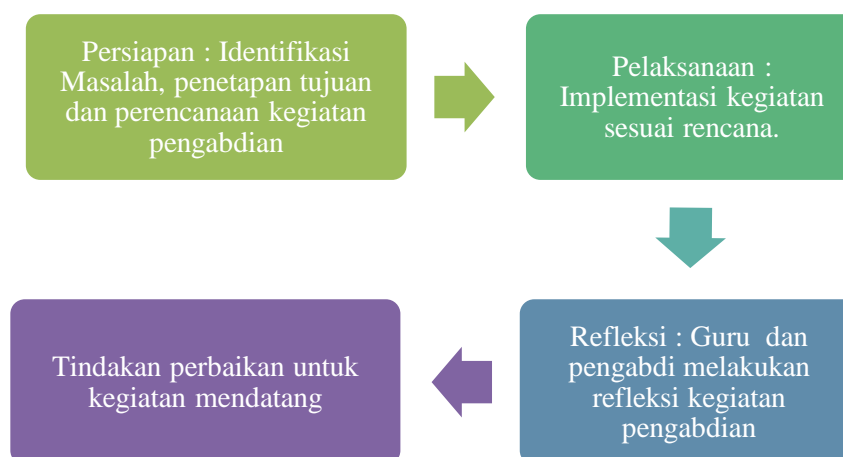 Persiapan : Identifikasi
Masalah, penetapan tujuan
dan perencanaan kegiatan
pengabdian
Pelaksanaan :
Implementasi kegiatan
sesuai rencana.
Refleksi : Guru dan
pengabdi melakukan
refleksi kegiatan
pengabdian
Tindakan perbaikan untuk
kegiatan mendatang